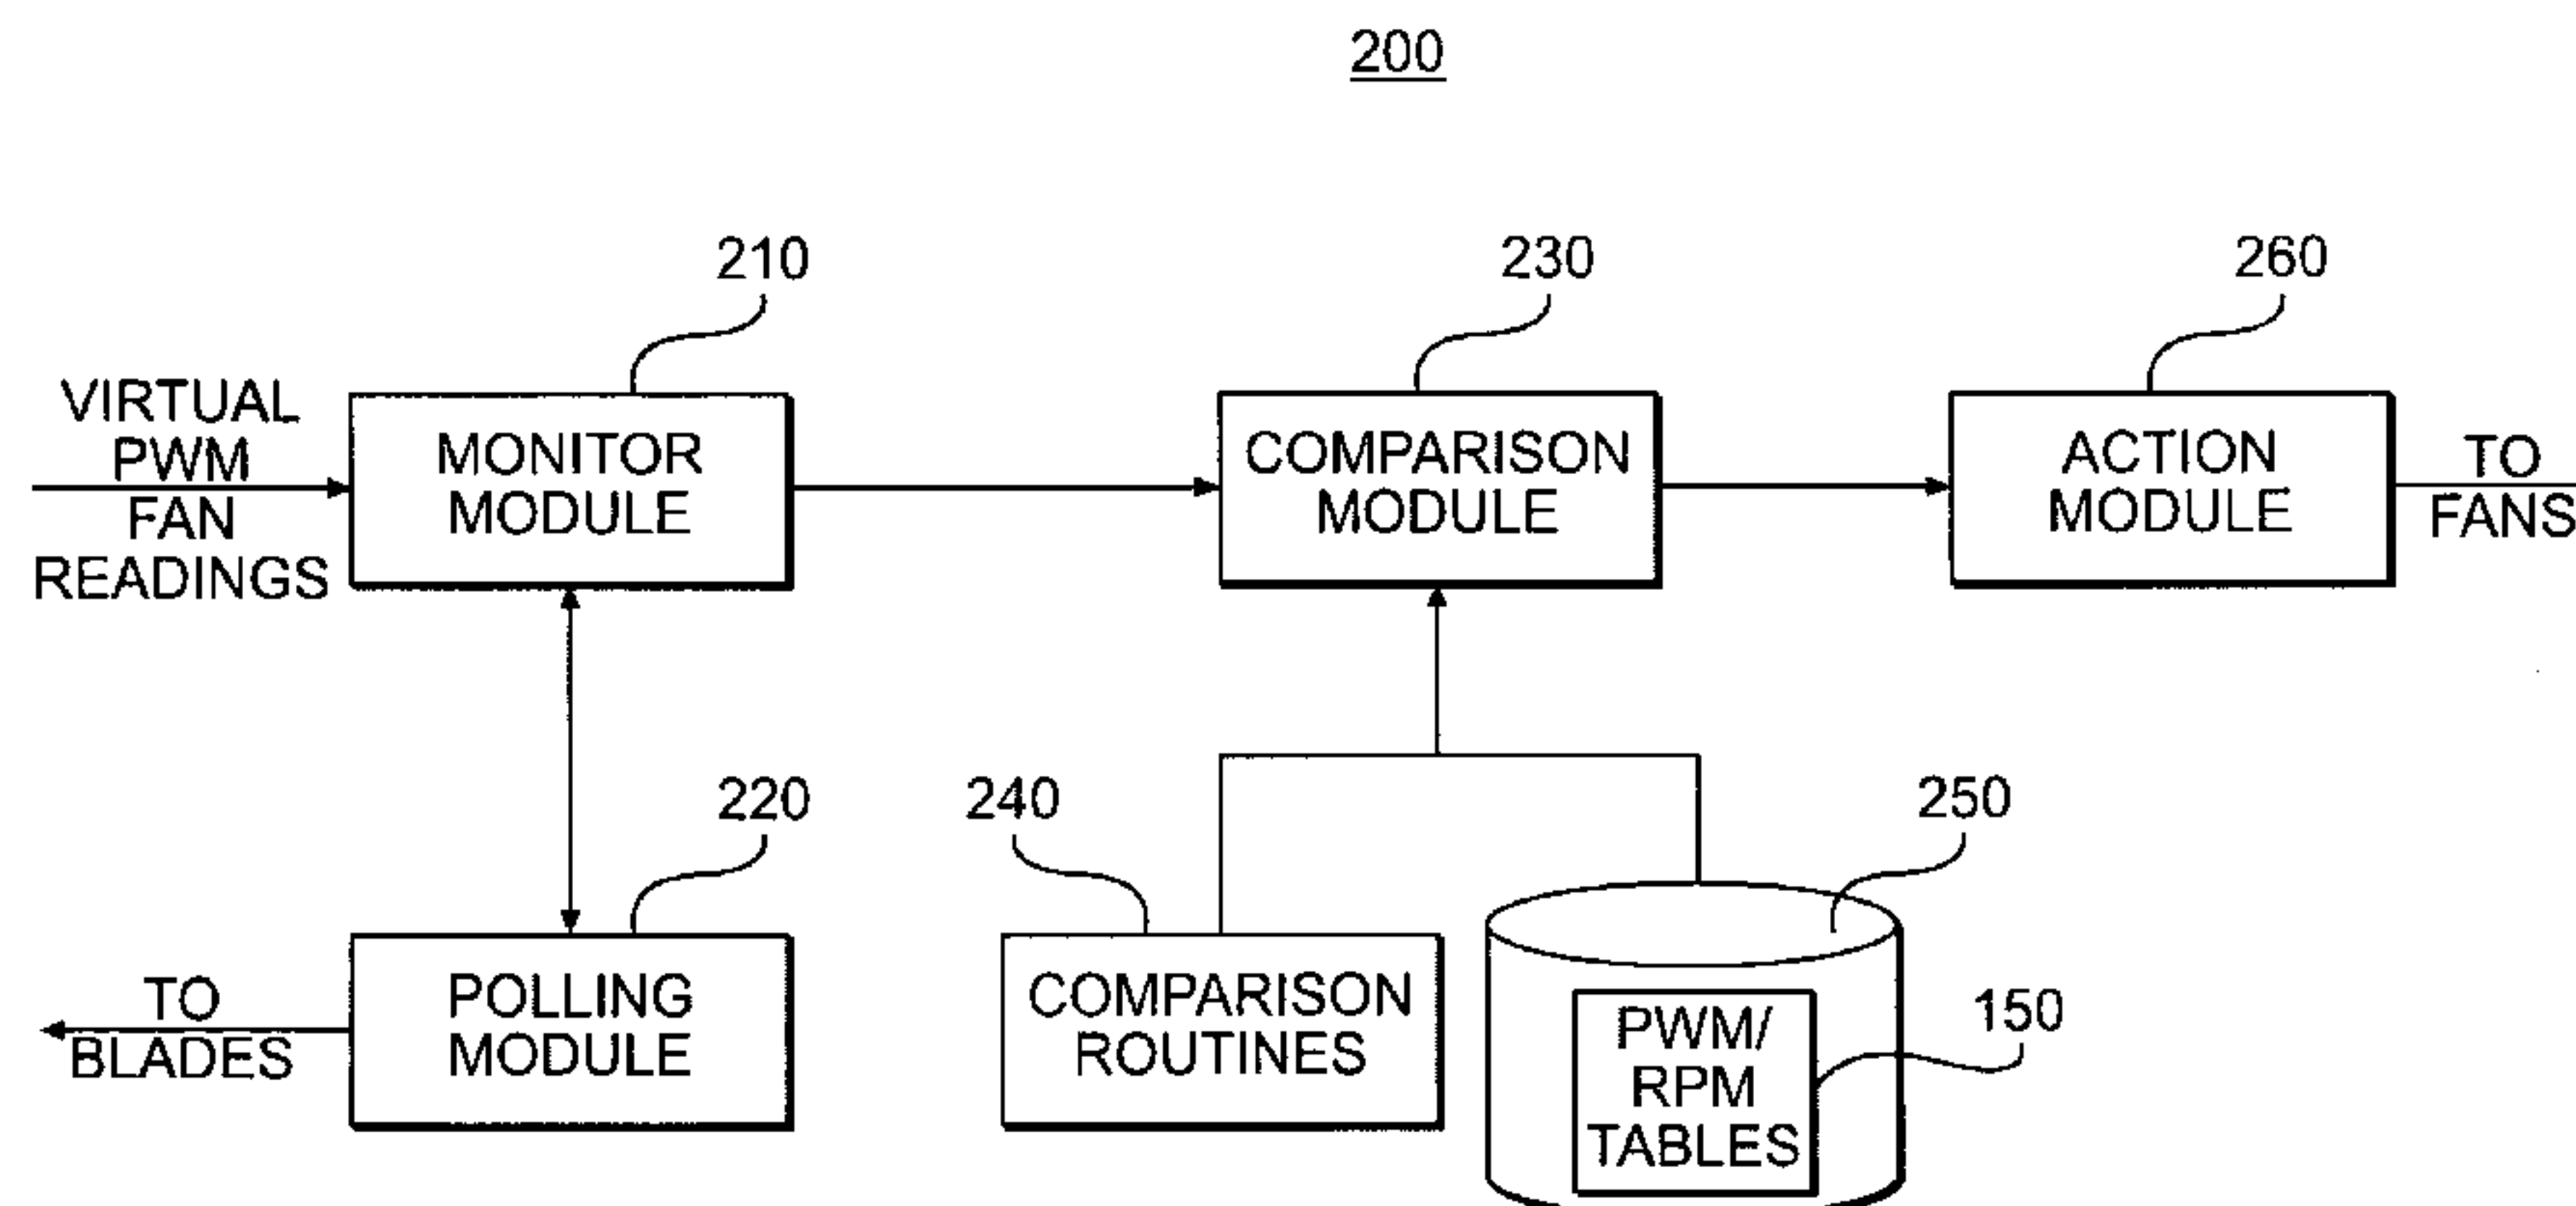 200
210
230
260
VIRTUAL
PWM
FAN
READINGS
MONITOR
MODULE
COMPARISON
MODULE
ACTION
MODULE
TO
FANS
220
240
250
TO
BLADES
POLLING
MODULE
COMPARISON
ROUTINES
PWM/
RPM
TABLES
150